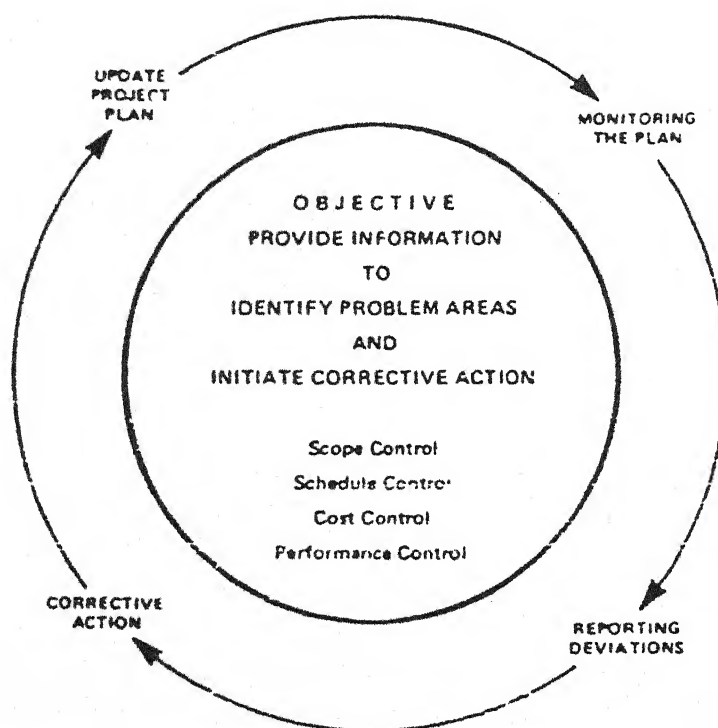 UPDATE
PROJECT
PLAN
MONITORING
THE PLAN
OBJECTIVE
PROVIDE INFORMATION
TO
IDENTIFY PROBLEM AREAS
AND
INITIATE CORRECTIVE ACTION
Scope Control
Schedule Control
Cost Control
Performance Control
CORRECTIVE
ACTION
REPORTING
DEVIATIONS